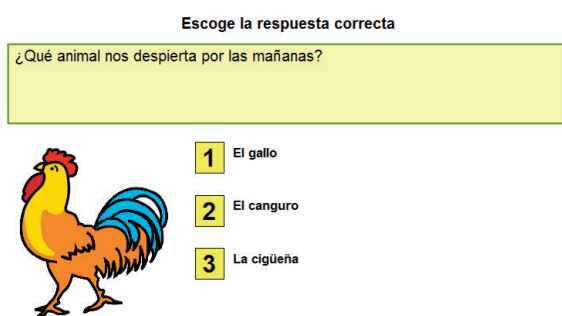 Escoge la respuesta correcta
¿Qué animal nos despierta por las mañanas?
1 El gallo
2 El canguro
3 La cigüeña